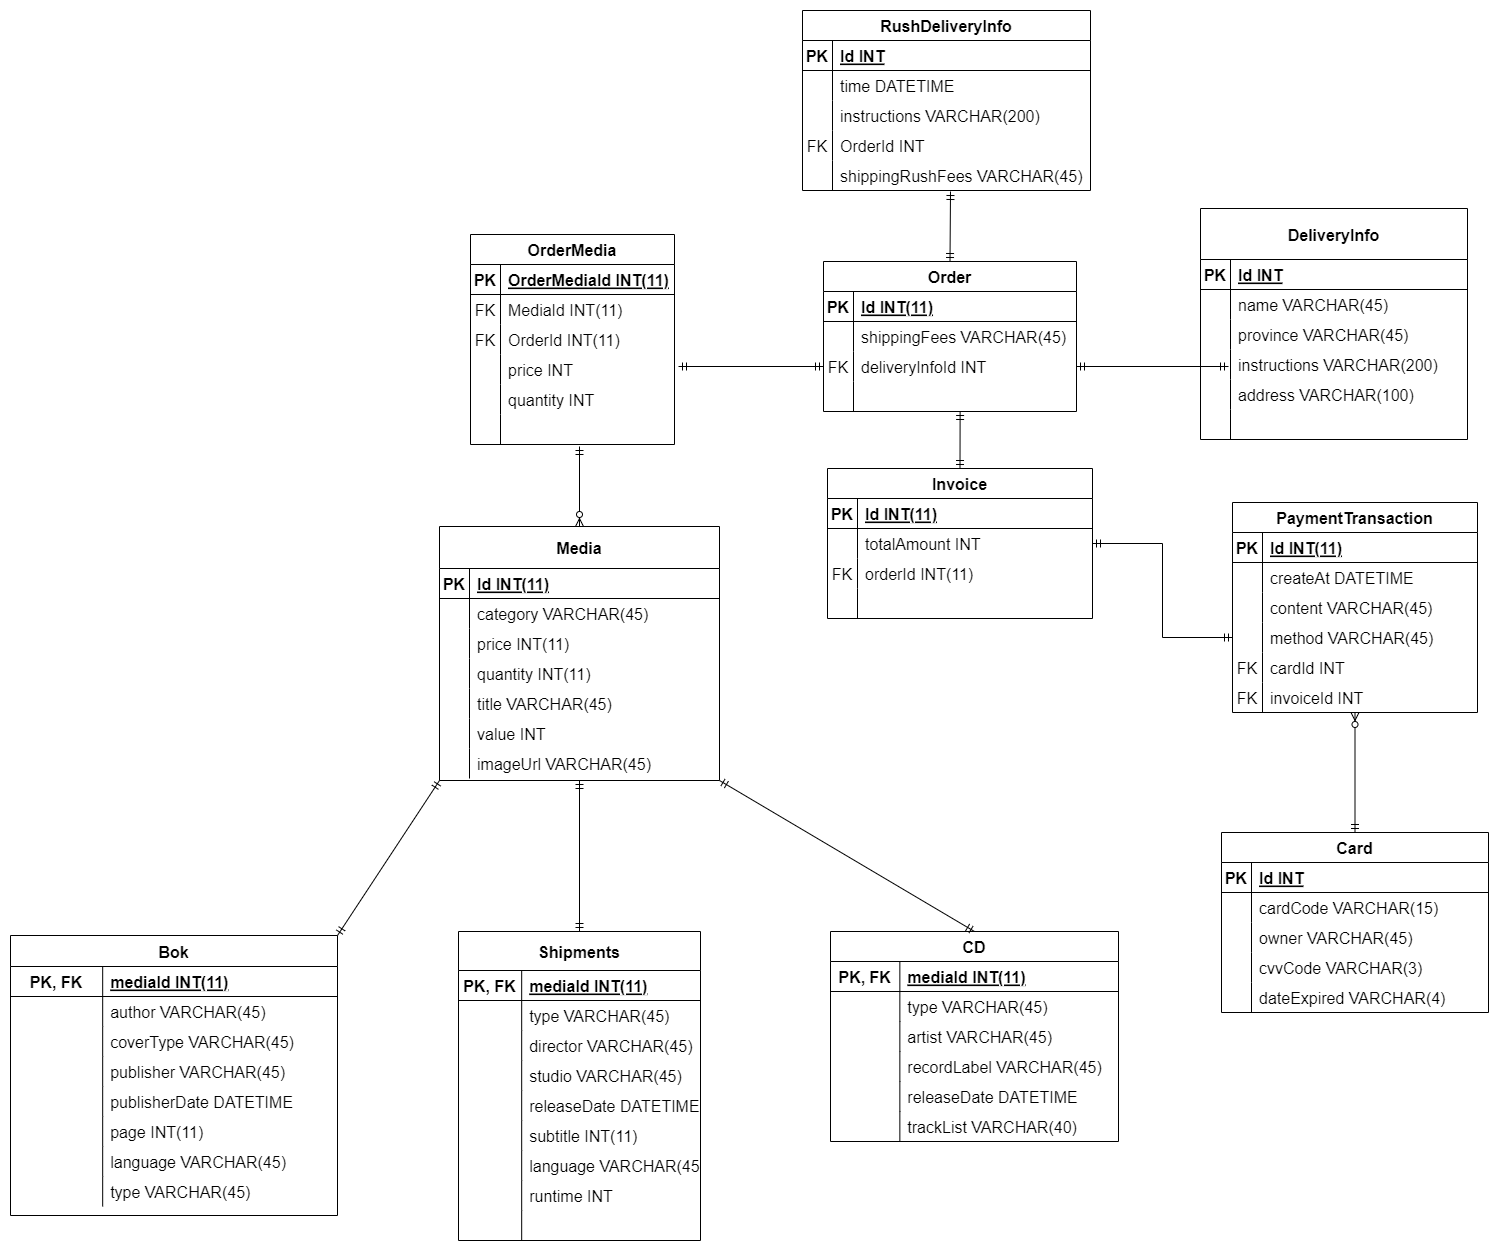 RushDeliveryInfo
PK Id INT
time DATETIME
instructions VARCHAR(200)
FK OrderId INT
shippingRushFees VARCHAR(45)
OrderMedia
PK OrderMediaId INT(11)
FK MediaId INT(11)
FK OrderId INT(11)
price INT
quantity INT
Order
PK Id INT(11)
shippingFees VARCHAR(45)
FK deliveryInfoId INT
DeliveryInfo
PK Id INT
name VARCHAR(45)
province VARCHAR(45)
instructions VARCHAR(200)
address VARCHAR(100)
Invoice
PK Id INT(11)
totalAmount INT
FK orderId INT(11)
PaymentTransaction
PK Id INT(11)
createAt DATETIME
content VARCHAR(45)
method VARCHAR(45)
FK cardId INT
FK invoiceId INT
Media
PK Id INT(11)
category VARCHAR(45)
price INT(11)
quantity INT(11)
title VARCHAR(45)
value INT
imageUrl VARCHAR(45)
Card
PK Id INT
cardCode VARCHAR(15)
owner VARCHAR(45)
cvvCode VARCHAR(3)
dateExpired VARCHAR(4)
Bok
PK, FK mediaId INT(11)
author VARCHAR(45)
coverType VARCHAR(45)
publisher VARCHAR(45)
publisherDate DATETIME
page INT(11)
language VARCHAR(45)
type VARCHAR(45)
Shipments
PK, FK mediaId INT(11)
type VARCHAR(45)
director VARCHAR(45)
studio VARCHAR(45)
releaseDate DATETIME
subtitle INT(11)
language VARCHAR(45
runtime INT
CD
PK, FK mediaId INT(11)
type VARCHAR(45)
artist VARCHAR(45)
recordLabel VARCHAR(45)
releaseDate DATETIME
trackList VARCHAR(40)